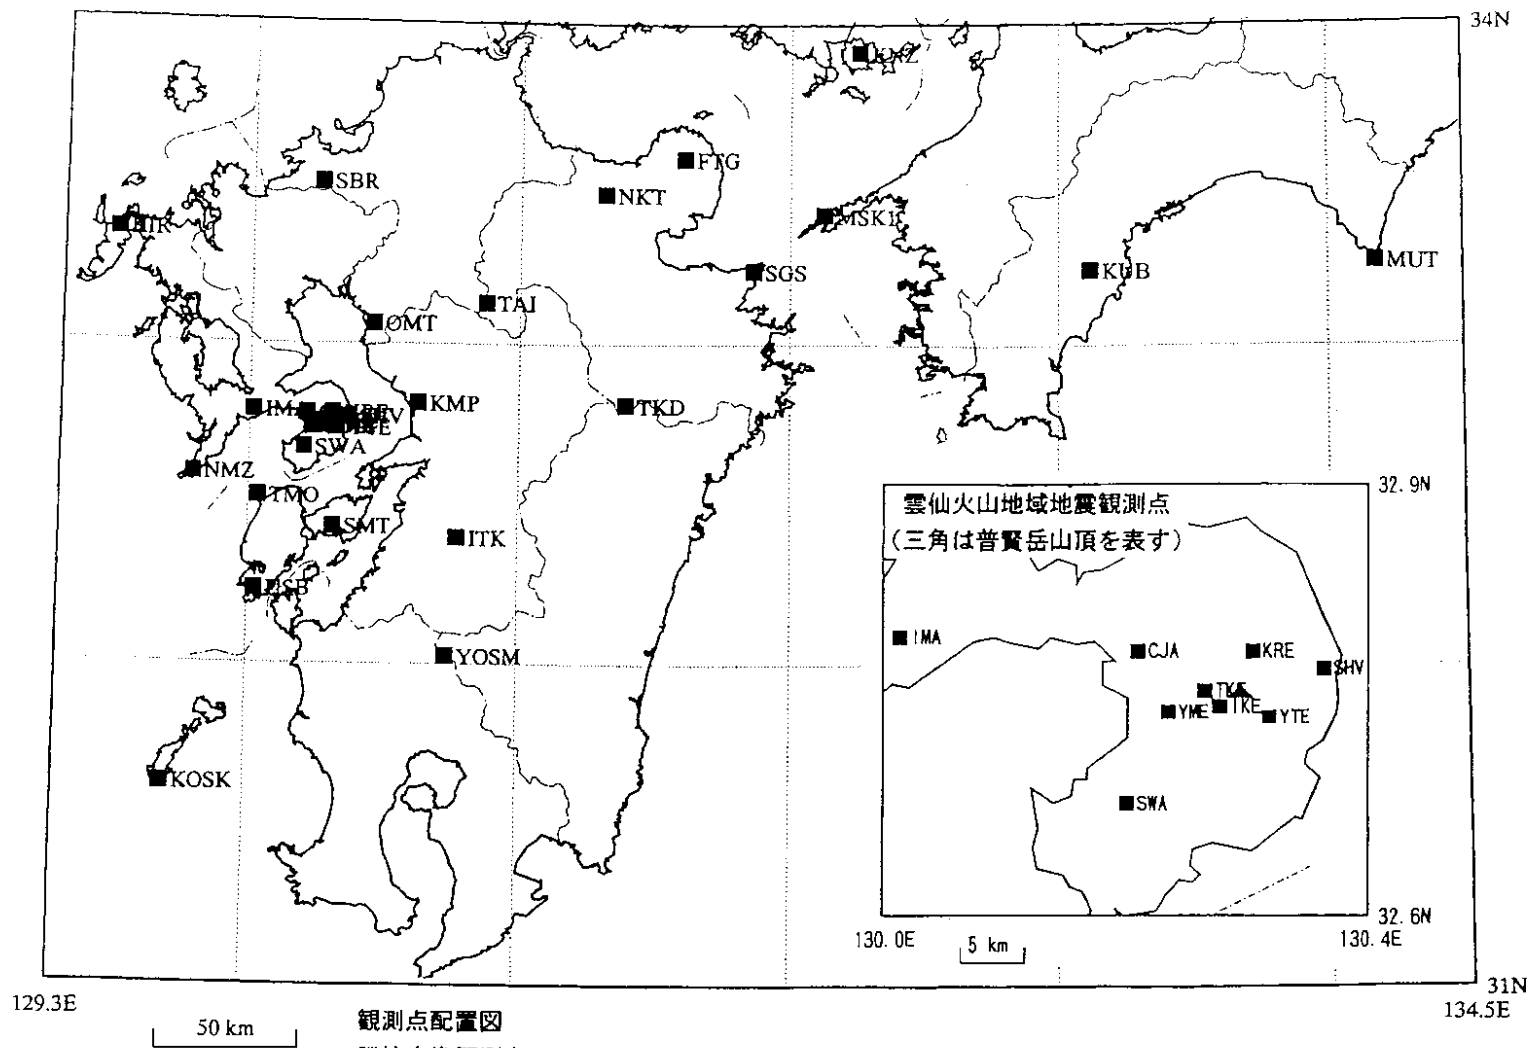 34N
KNZ
FTG
SBR
NKT
HIR
MSK1
MUT
KUB
SGS
TAI
OMT
KMP
TKD
SWA
NMZ
TMO
SMT
ITK
YOSM
KOSK
32.9N
雲仙火山地域地震観測点
(三角は普賢岳山頂を表す)
IMA
CJA
KRE
SHV
YME
YTE
SWA
32.6N
130.0E
5 km
130.4E
31N
129.3E
134.5E
50 km
観測点配置図